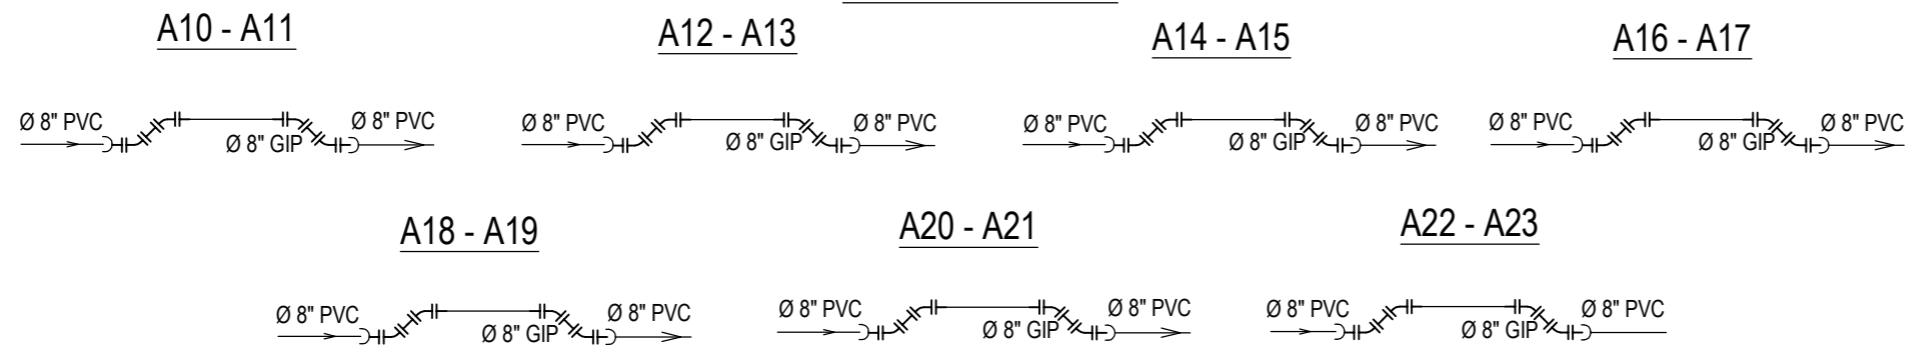 A10 - A11
A12 - A13
A14 - A15
A16 - A17
Ø 8" PVC
Ø 8" GIP
Ø 8" PVC
Ø 8" PVC
Ø 8" GIP
Ø 8" PVC
Ø 8" PVC
Ø 8" GIP
Ø 8" PVC
Ø 8" PVC
Ø 8" GIP
Ø 8" PVC
A18 - A19
A20 - A21
A22 - A23
Ø 8" PVC
Ø 8" GIP
Ø 8" PVC
Ø 8" PVC
Ø 8" GIP
Ø 8" PVC
Ø 8" PVC
Ø 8" GIP
Ø 8" PVC